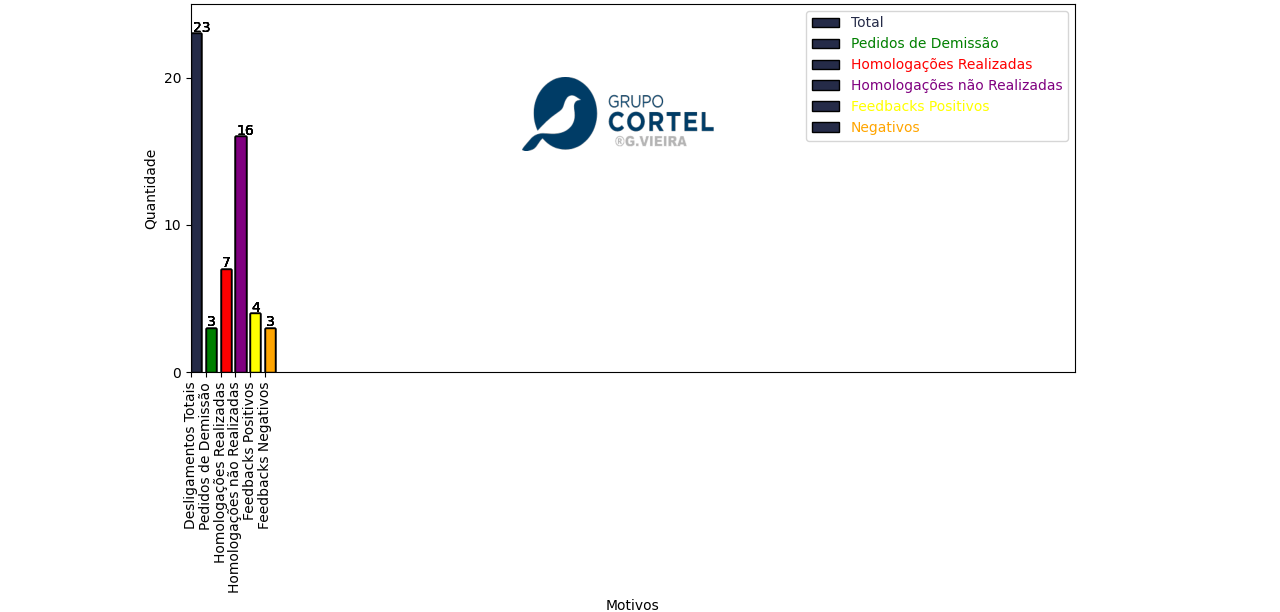 23
3
7
16
4
3
20
10
0
Quantidade
GRUPO
CORTEL
®G.VIEIRA
Total
Pedidos de Demissão
Homologações Realizadas
Homologações não Realizadas
Feedbacks Positivos
Negativos
Desligamentos Totais
Pedidos de Demissão
Homologações Realizadas
Homologações não Realizadas
Feedbacks Positivos
Feedbacks Negativos
Motivos